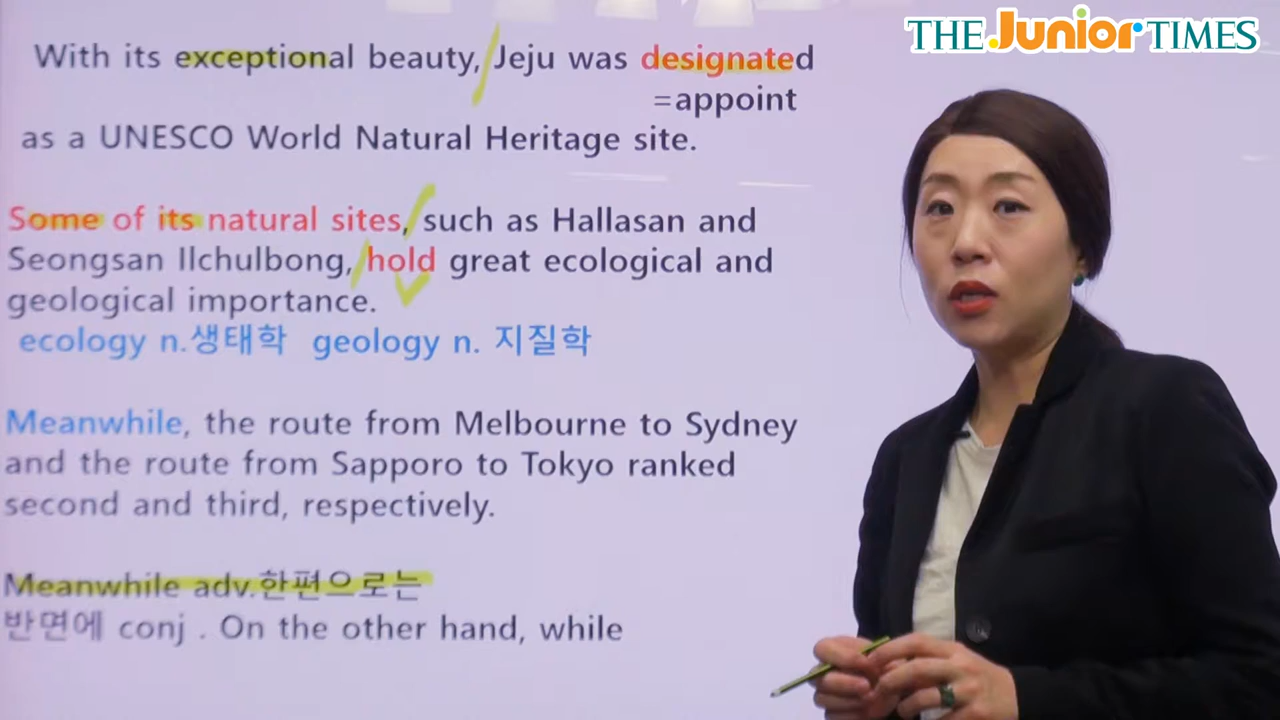 THE Junior TIMES
With its exceptional beauty, Jeju was designated
=appoint
as a UNESCO World Natural Heritage site.
Some of its natural sites, such as Hallasan and
Seongsan Ilchulbong, hold great ecological and
geological importance.
ecology n.생태학 geology n. 지질학
Meanwhile, the route from Melbourne to Sydney
and the route from Sapporo to Tokyo ranked
second and third, respectively.
Meanwhile adv.한편으로는
반면에 conj . On the other hand, while